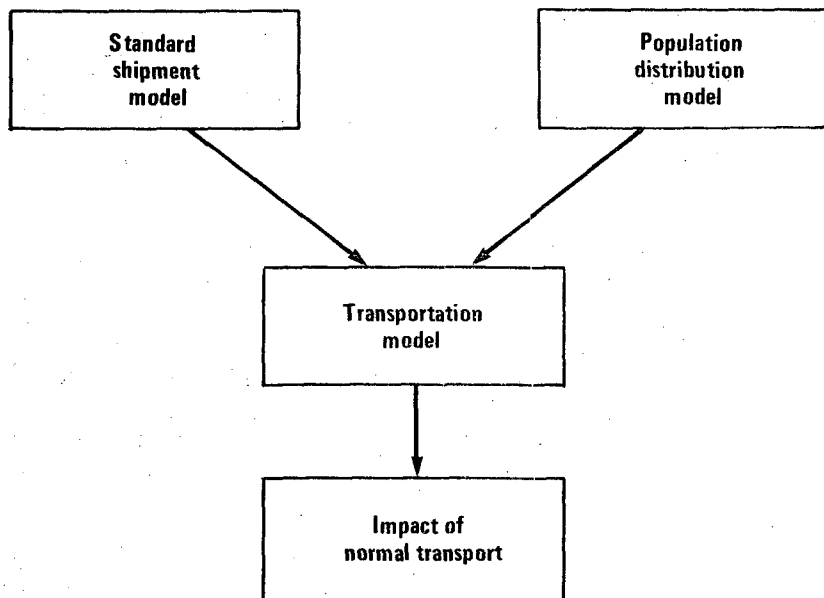 Standard
shipment
model
Population
distribution
model
Transportation
model
Impact of
normal transport